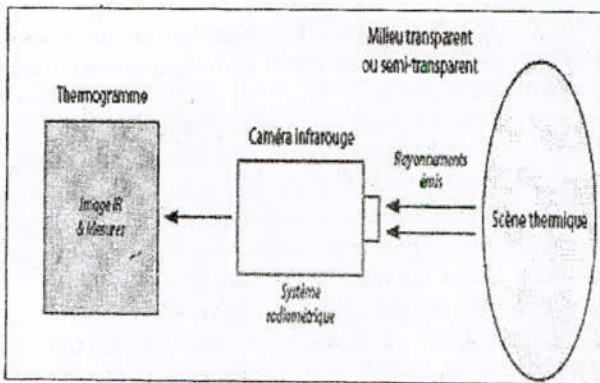 Milieu transparent
ou semi-transparent
Thermogramme
Caméra infrarouge
Rayonnements
émis
Image IR
& Mesures
Scène thermique
Système
radiométrique